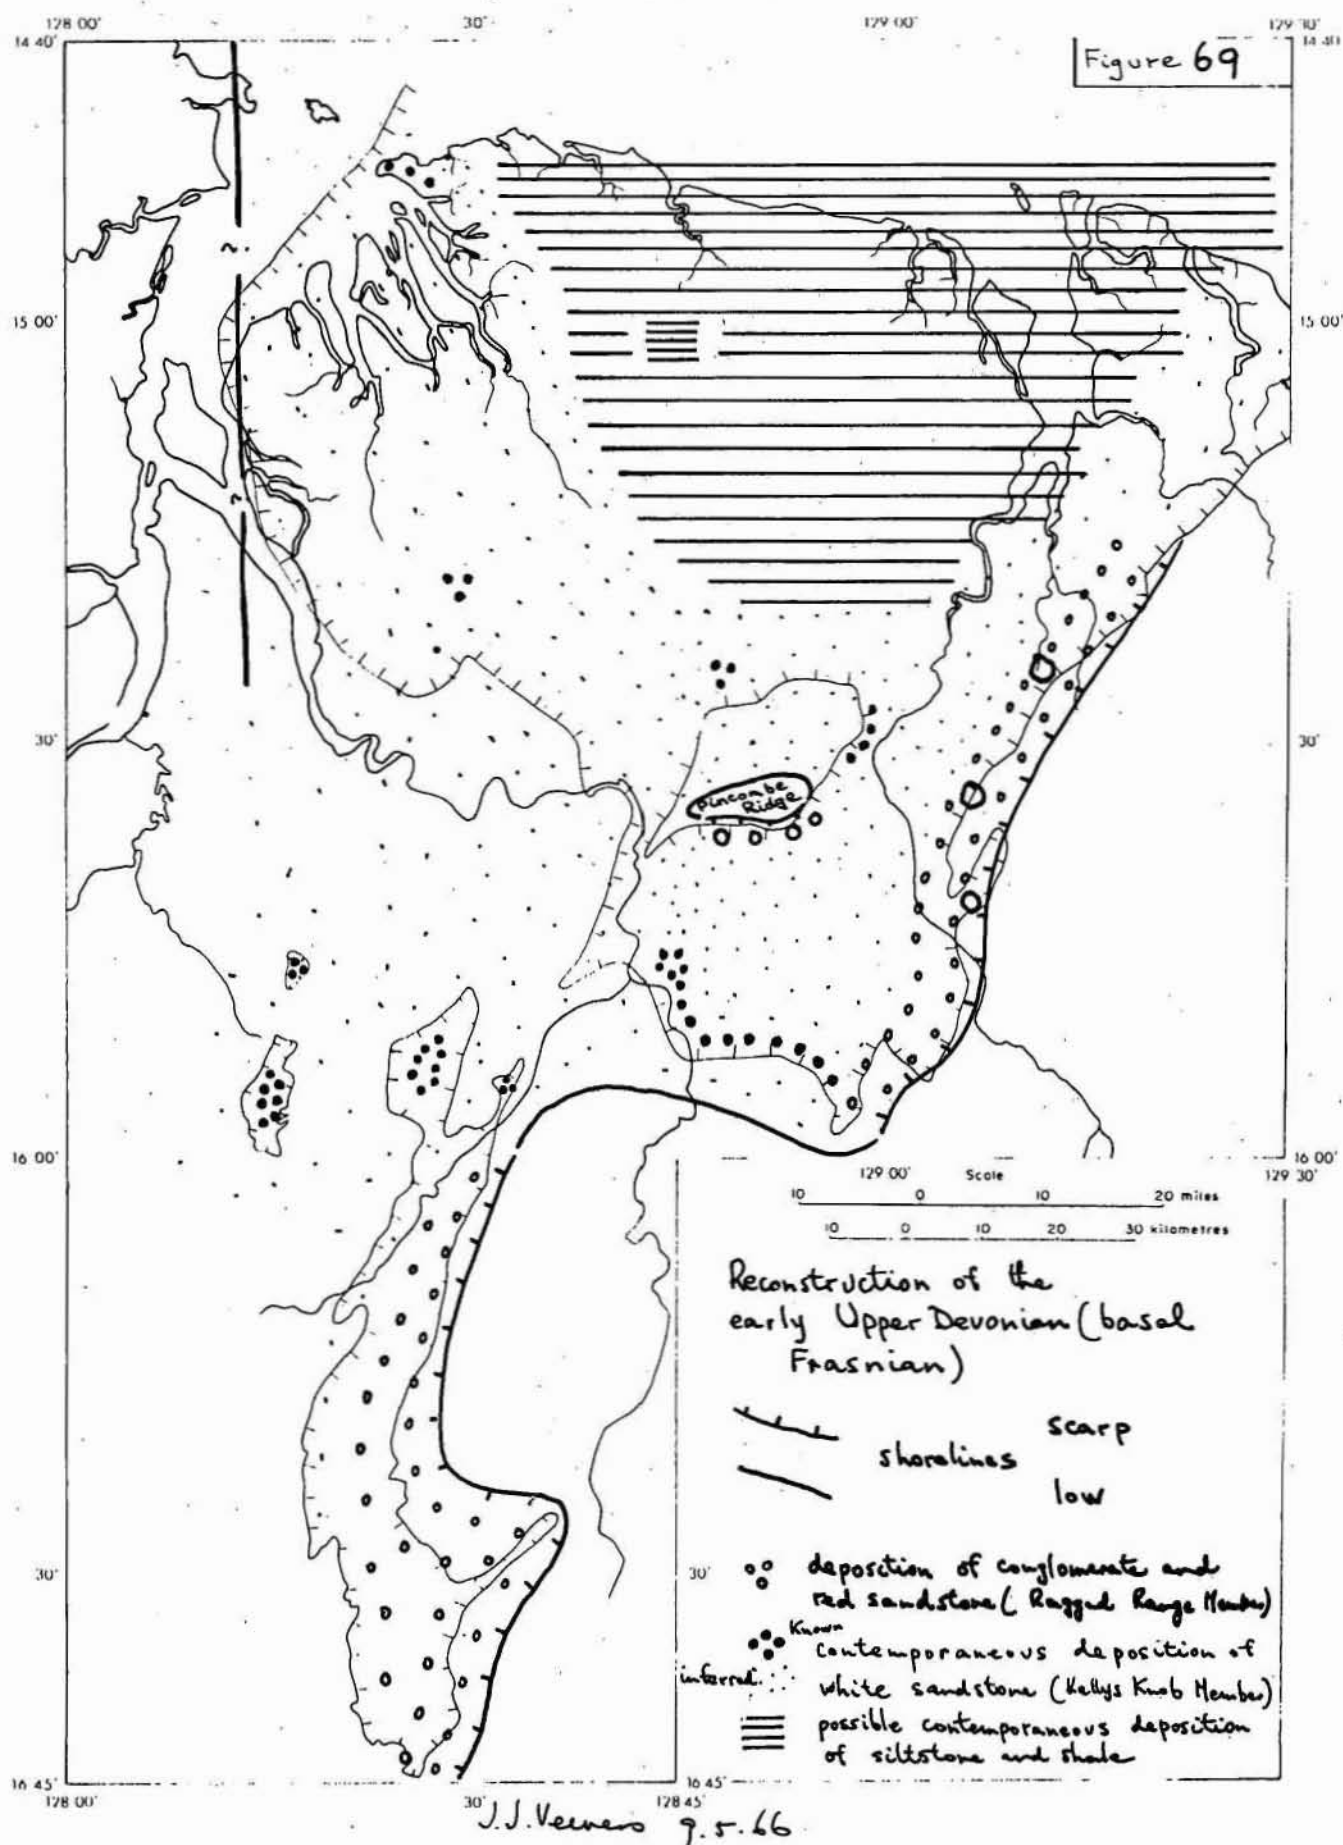 128 00'
30'
129 00'
129 30'
14 40'
14 40
Figure 69
?
15 00'
15 00'
?
30'
30'
Pincombe
Ridge
16 00'
16 00'
129 00'
129 30'
Scale
10 0 10 20 miles
10 0 10 20 30 kilometres
Reconstruction of the
early Upper Devonian (basal
Frasnian)
scarp
shorelines
low
30'
30'
deposition of conglomerate and
red sandstone (Ragged Range Member)
Known
contemporaneous deposition of
inferred
white sandstone (Kellys Knob Member)
possible contemporaneous deposition
of siltstone and shale
16 45'
16 45'
128 00'
30'
128 45'
J.J. Veevers 9.5.66